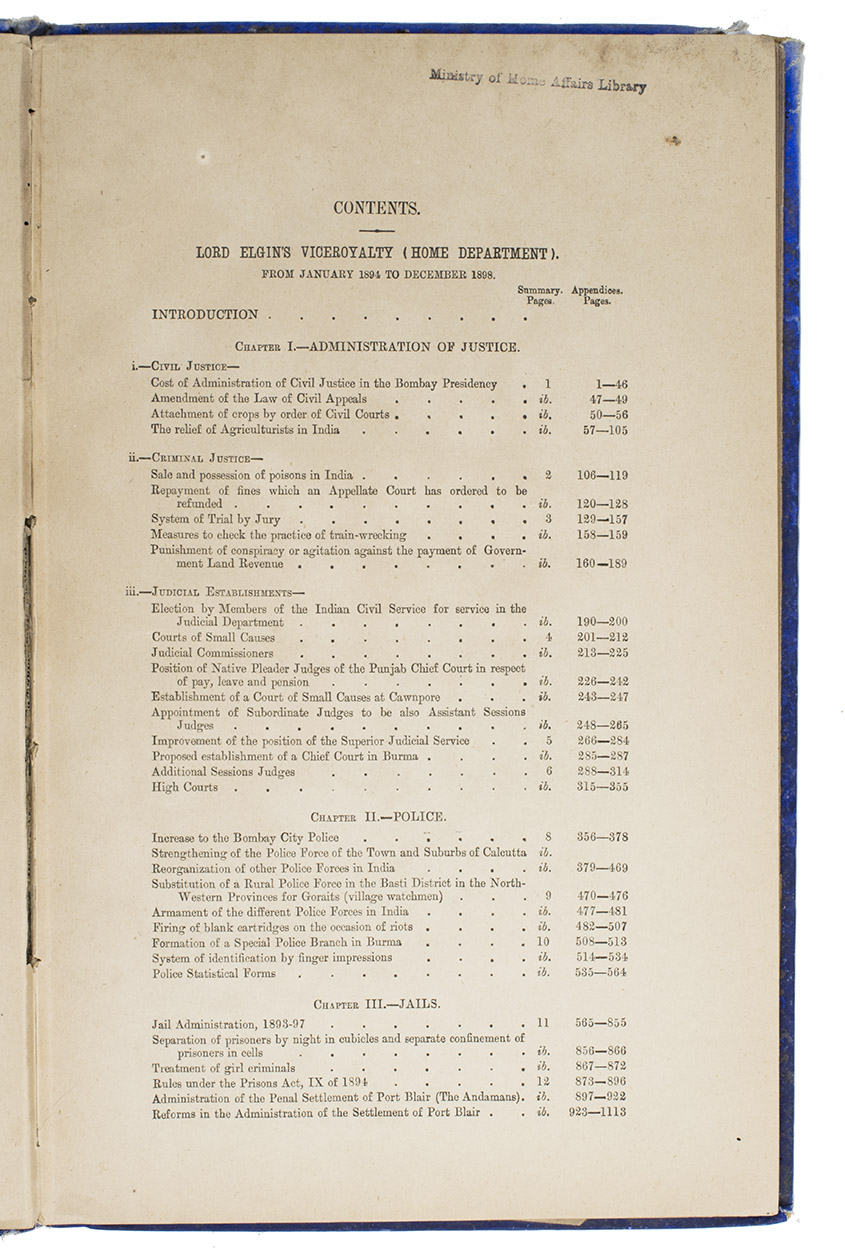 Ministry of Home Affairs Library
CONTENTS.
LORD ELGIN'S VICEROYALTY (HOME DEPARTMENT).
FROM JANUARY 1894 TO DECEMBER 1898.
Summary. Appendices.
Pages. Pages.
INTRODUCTION . . . . . . . . .
CHAPTER I.—ADMINISTRATION OF JUSTICE.
i.—CIVIL JUSTICE—
Cost of Administration of Civil Justice in the Bombay Presidency . 1 1—46
Amendment of the Law of Civil Appeals . . . . . ib. 47—49
Attachment of crops by order of Civil Courts . . . . . ib. 50—56
The relief of Agriculturists in India . . . . . . ib. 57—105
ii.—CRIMINAL JUSTICE—
Sale and possession of poisons in India . . . . . . 2 106—119
Repayment of fines which an Appellate Court has ordered to be
refunded . . . . . . . . . . ib. 120—128
System of Trial by Jury . . . . . . . . 3 129—157
Measures to check the practice of train-wrecking . . . . ib. 158—159
Punishment of conspiracy or agitation against the payment of Govern-
ment Land Revenue . . . . . . . . ib. 160—189
iii.—JUDICIAL ESTABLISHMENTS—
Election by Members of the Indian Civil Service for service in the
Judicial Department . . . . . . . . ib. 190—200
Courts of Small Causes . . . . . . . . 4 201—212
Judicial Commissioners . . . . . . . . ib. 213—225
Position of Native Pleader Judges of the Punjab Chief Court in respect
of pay, leave and pension . . . . . . . ib. 226—242
Establishment of a Court of Small Causes at Cawnpore . . . ib. 243—247
Appointment of Subordinate Judges to be also Assistant Sessions
Judges . . . . . . . . . . ib. 248—265
Improvement of the position of the Superior Judicial Service . . 5 266—284
Proposed establishment of a Chief Court in Burma . . . . ib. 285—287
Additional Sessions Judges . . . . . . . 6 288—314
High Courts . . . . . . . . . . ib. 315—355
CHAPTER II.—POLICE.
Increase to the Bombay City Police . . . . . . 8 356—378
Strengthening of the Police Force of the Town and Suburbs of Calcutta ib.
Reorganization of other Police Forces in India . . . . ib. 379—469
Substitution of a Rural Police Force in the Basti District in the North-
Western Provinces for Goraits (village watchmen) . . . 9 470—476
Armament of the different Police Forces in India . . . . ib. 477—481
Firing of blank cartridges on the occasion of riots . . . . ib. 482—507
Formation of a Special Police Branch in Burma . . . . 10 508—513
System of identification by finger impressions . . . . ib. 514—534
Police Statistical Forms . . . . . . . . ib. 535—564
CHAPTER III.—JAILS.
Jail Administration, 1893-97 . . . . . . . 11 565—855
Separation of prisoners by night in cubicles and separate confinement of
prisoners in cells . . . . . . . . ib. 856—866
Treatment of girl criminals . . . . . . . ib. 867—872
Rules under the Prisons Act, IX of 1894 . . . . . 12 873—896
Administration of the Penal Settlement of Port Blair (The Andamans). ib. 897—922
Reforms in the Administration of the Settlement of Port Blair . . ib. 923—1113